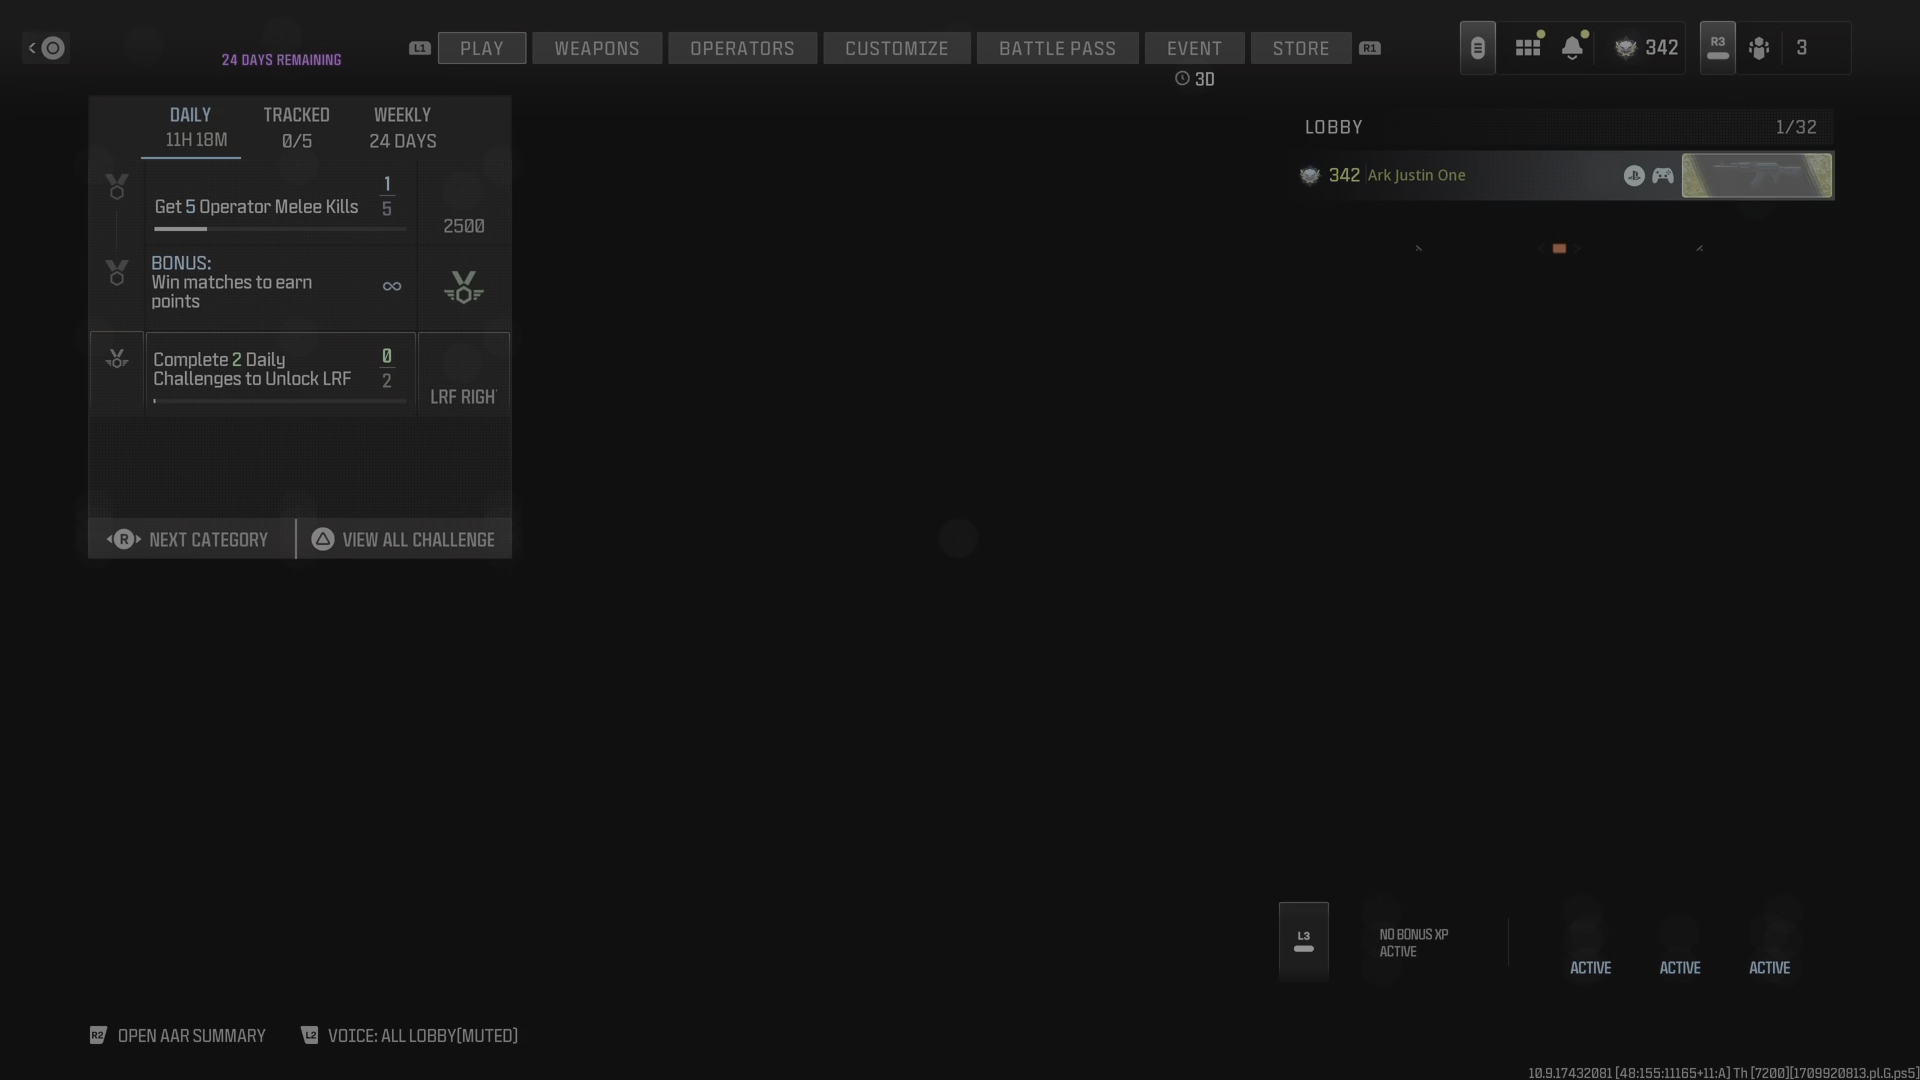 24 DAYS REMAINING
L1 PLAY WEAPONS OPERATORS CUSTOMIZE BATTLE PASS EVENT STORE R1
3D
342
R3
3
DAILY
11H 18M
TRACKED
0/5
WEEKLY
24 DAYS
Get 5 Operator Melee Kills
1
5
2500
BONUS:
Win matches to earn
points
∞
Complete 2 Daily
Challenges to Unlock LRF
0
2
LRF RIGH
R NEXT CATEGORY
VIEW ALL CHALLENGE
LOBBY 1/32
342 Ark Justin One
L3
NO BONUS XP
ACTIVE
ACTIVE ACTIVE ACTIVE
R2 OPEN AAR SUMMARY L2 VOICE: ALL LOBBY(MUTED)
10.9.17432081 [48:155:11165+11:A] Th [7200][1709920813.pl.G.ps5]